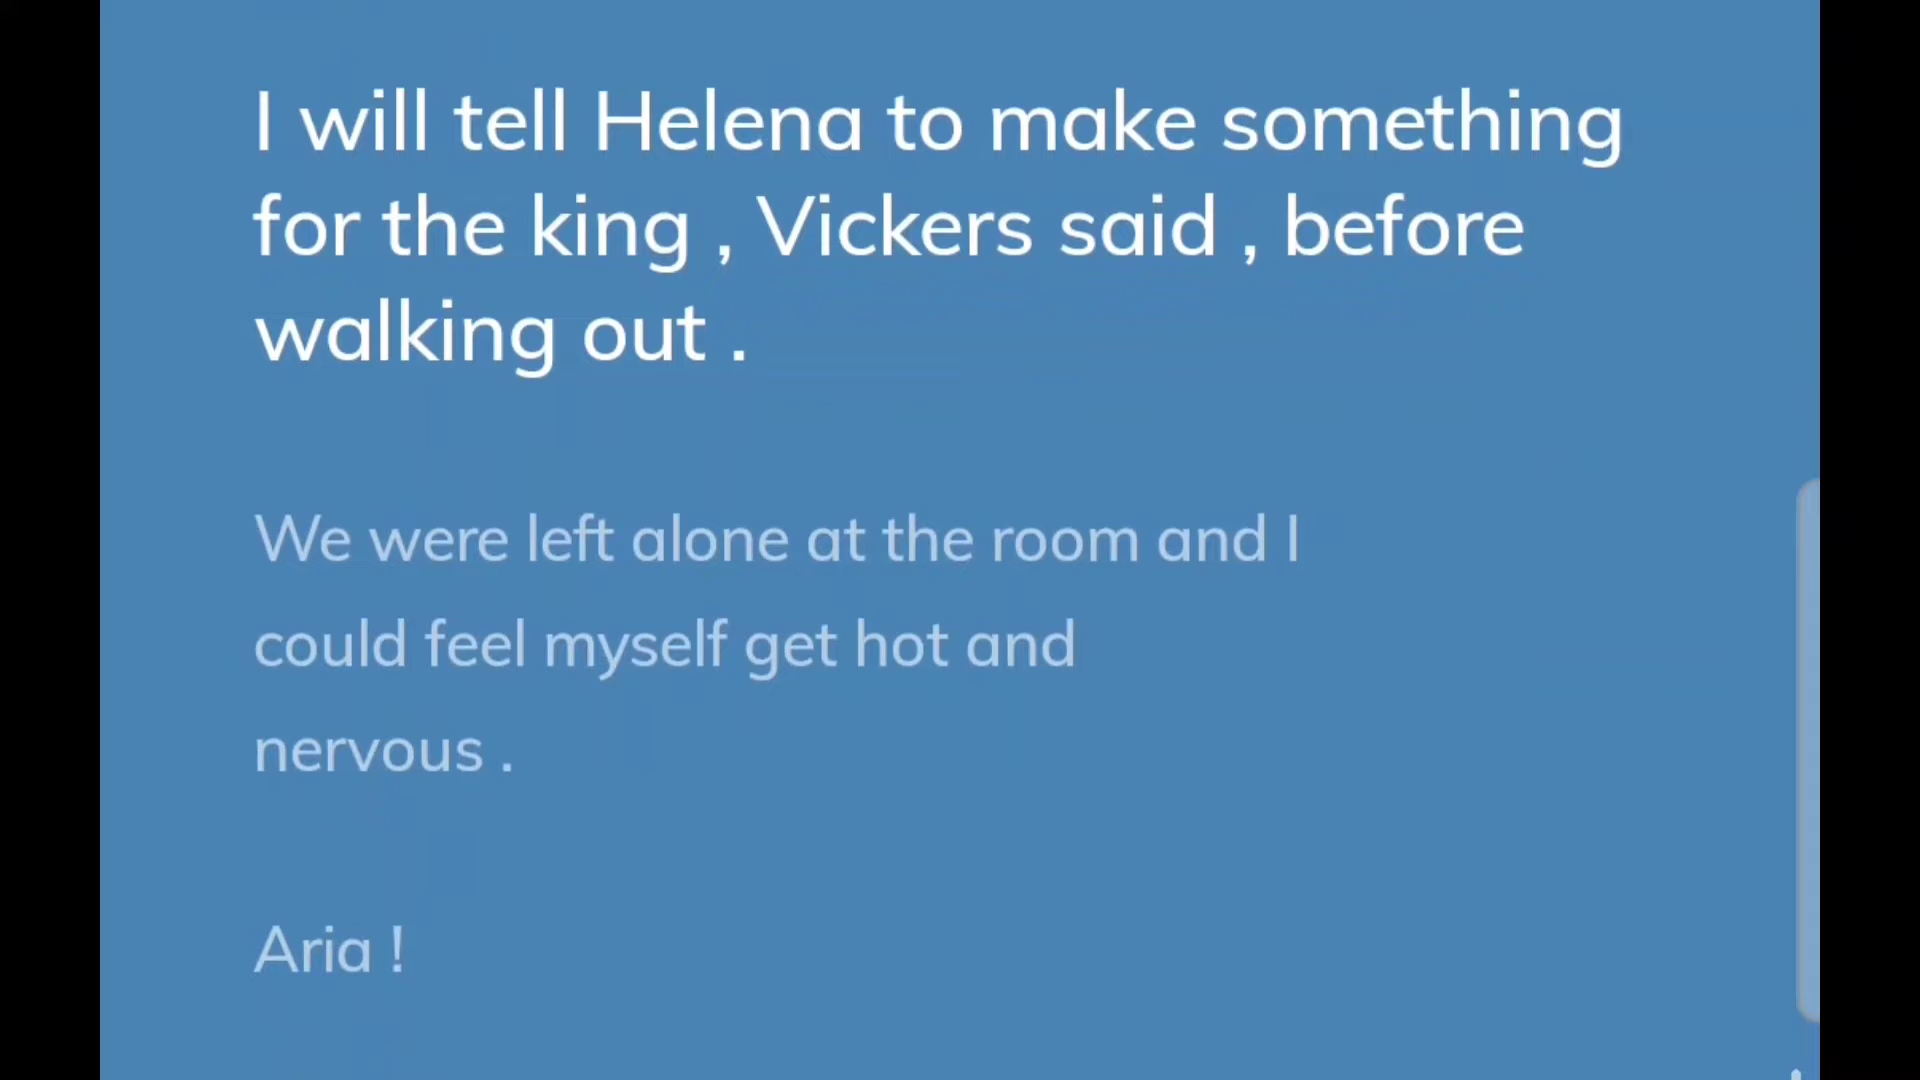 I will tell Helena to make something
for the king , Vickers said , before
walking out .
We were left alone at the room and I
could feel myself get hot and
nervous .
Aria !